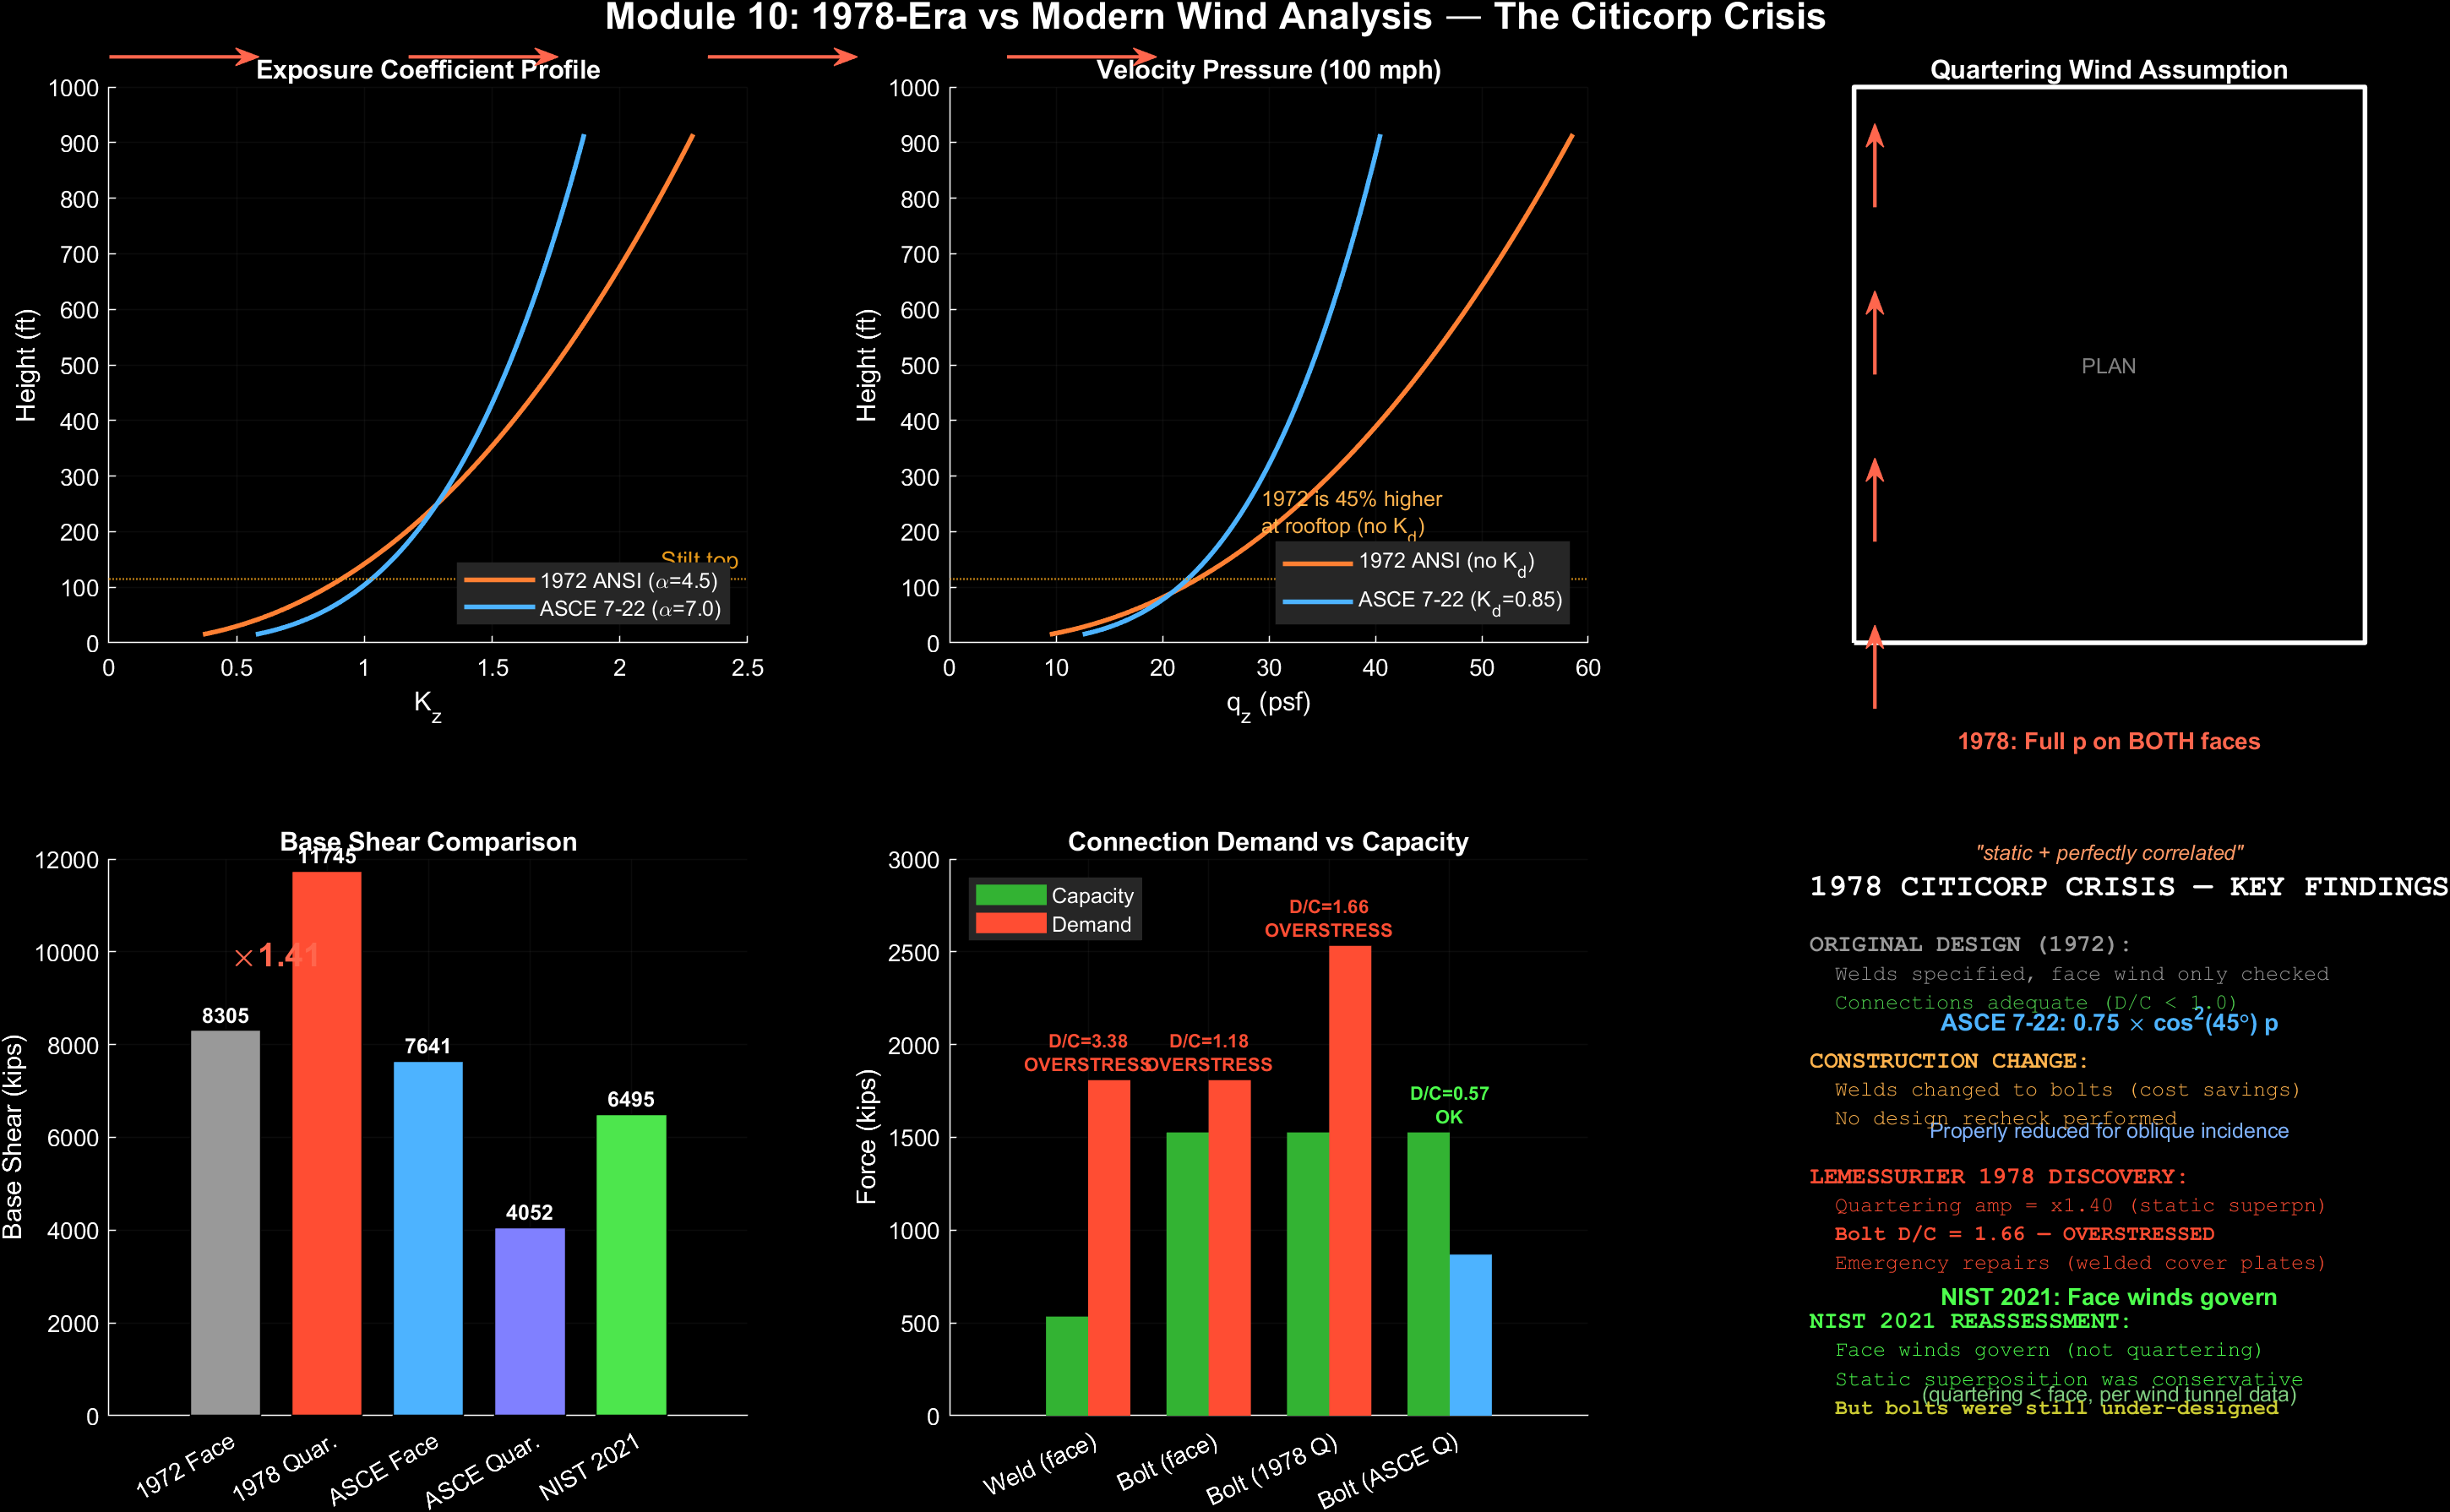 Module 10: 1978-Era vs Modern Wind Analysis — The Citicorp Crisis
Exposure Coefficient Profile
1000
900
800
700
600
500
400
300
200
100
0
Height (ft)
0
0.5
1
1.5
2
2.5
K_z
Stilt top
1972 ANSI (α=4.5)
ASCE 7-22 (α=7.0)
Velocity Pressure (100 mph)
1000
900
800
700
600
500
400
300
200
100
0
Height (ft)
0
10
20
30
40
50
60
q_z (psf)
1972 is 45% higher
at rooftop (no K_d)
1972 ANSI (no K_d)
ASCE 7-22 (K_d=0.85)
Quartering Wind Assumption
PLAN
1978: Full p on BOTH faces
Base Shear Comparison
12000
10000
8000
6000
4000
2000
0
Base Shear (kips)
8305
× 1.41
11745
7641
4052
6495
1972 Face
1978 Quar.
ASCE Face
ASCE Quar.
NIST 2021
Connection Demand vs Capacity
3000
2500
2000
1500
1000
500
0
Force (kips)
Capacity
Demand
D/C=3.38
OVERSTRESS
D/C=1.18
OVERSTRESS
D/C=1.66
OVERSTRESS
D/C=0.57
OK
Weld (face)
Bolt (face)
Bolt (1978 Q)
Bolt (ASCE Q)
"static + perfectly correlated"
1978 CITICORP CRISIS — KEY FINDINGS
ORIGINAL DESIGN (1972):
Welds specified, face wind only checked
Connections adequate (D/C < 1.0)
ASCE 7-22: 0.75 × cos²(45°) p
CONSTRUCTION CHANGE:
Welds changed to bolts (cost savings)
No design recheck performed
Properly reduced for oblique incidence
LEMESSURIER 1978 DISCOVERY:
Quartering amp = x1.40 (static superpn)
Bolt D/C = 1.66 — OVERSTRESSED
Emergency repairs (welded cover plates)
NIST 2021: Face winds govern
NIST 2021 REASSESSMENT:
Face winds govern (not quartering)
Static superposition was conservative
(quartering < face, per wind tunnel data)
But bolts were still under-designed